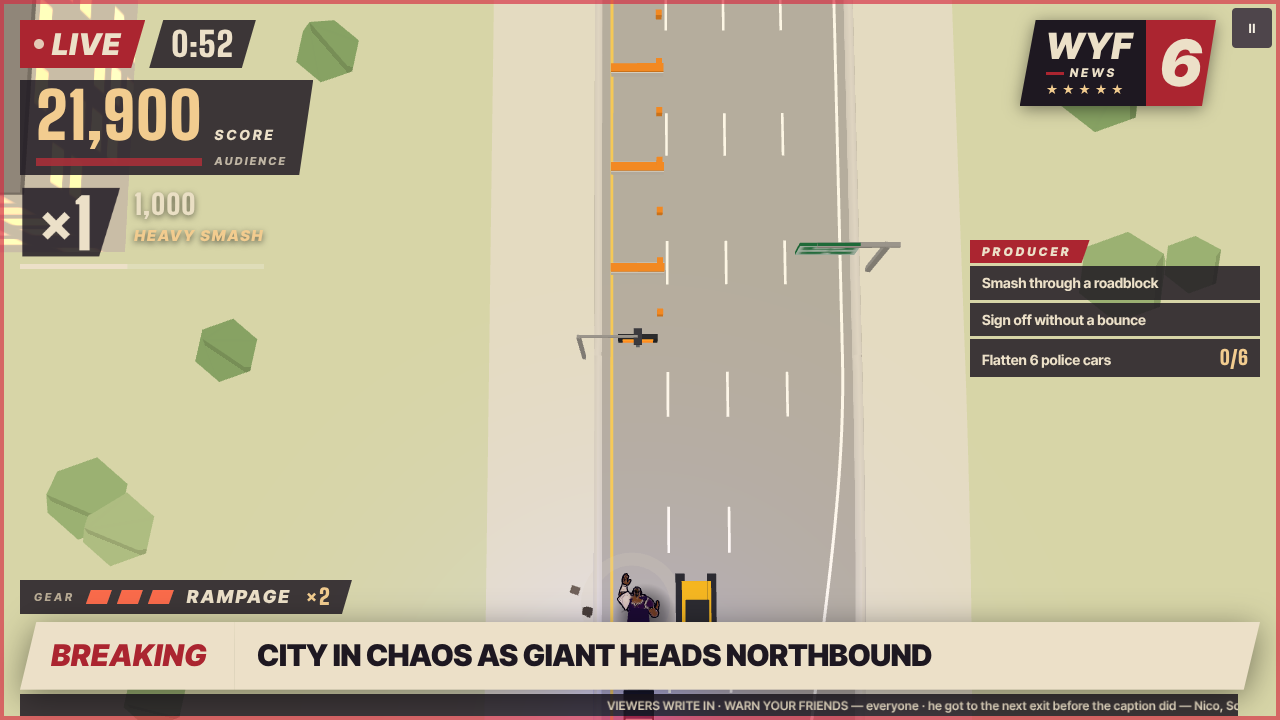 LIVE
0:52
21,900 SCORE
AUDIENCE
×1
1,000
HEAVY SMASH
WYF
NEWS
★★★★★
6
PRODUCER
Smash through a roadblock
Sign off without a bounce
Flatten 6 police cars 0/6
GEAR RAMPAGE ×2
BREAKING CITY IN CHAOS AS GIANT HEADS NORTHBOUND
VIEWERS WRITE IN · WARN YOUR FRIENDS — everyone · he got to the next exit before the caption did — Nico,